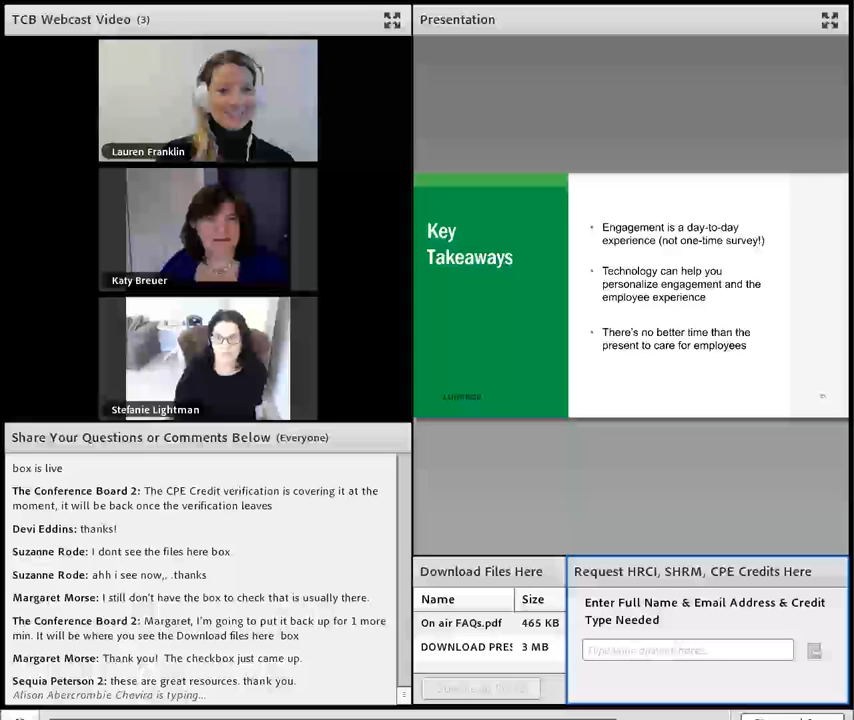 TCB Webcast Video (3)
Lauren Franklin
Katy Breuer
Stefanie Lightman
Share Your Questions or Comments Below (Everyone)
box is live
The Conference Board 2: The CPE Credit verification is covering it at the
moment, it will be back once the verification leaves
Devi Eddins: thanks!
Suzanne Rode: I dont see the files here box
Suzanne Rode: ahh i see now,. .thanks
Margaret Morse: I still don't have the box to check that is usually there.
The Conference Board 2: Margaret, I'm going to put it back up for 1 more
min. It will be where you see the Download files here  box
Margaret Morse: Thank you!  The checkbox just came up.
Sequia Peterson 2: these are great resources. thank you.
Alison Abercrombie Chevira is typing...
Presentation
Key
Takeaways
• Engagement is a day-to-day
experience (not one-time survey!)
• Technology can help you
personalize engagement and the
employee experience
• There's no better time than the
present to care for employees
Download Files Here
Name Size
On air FAQs.pdf 465 KB
DOWNLOAD PRES 3 MB
Request HRCI, SHRM, CPE Credits Here
Enter Full Name & Email Address & Credit
Type Needed